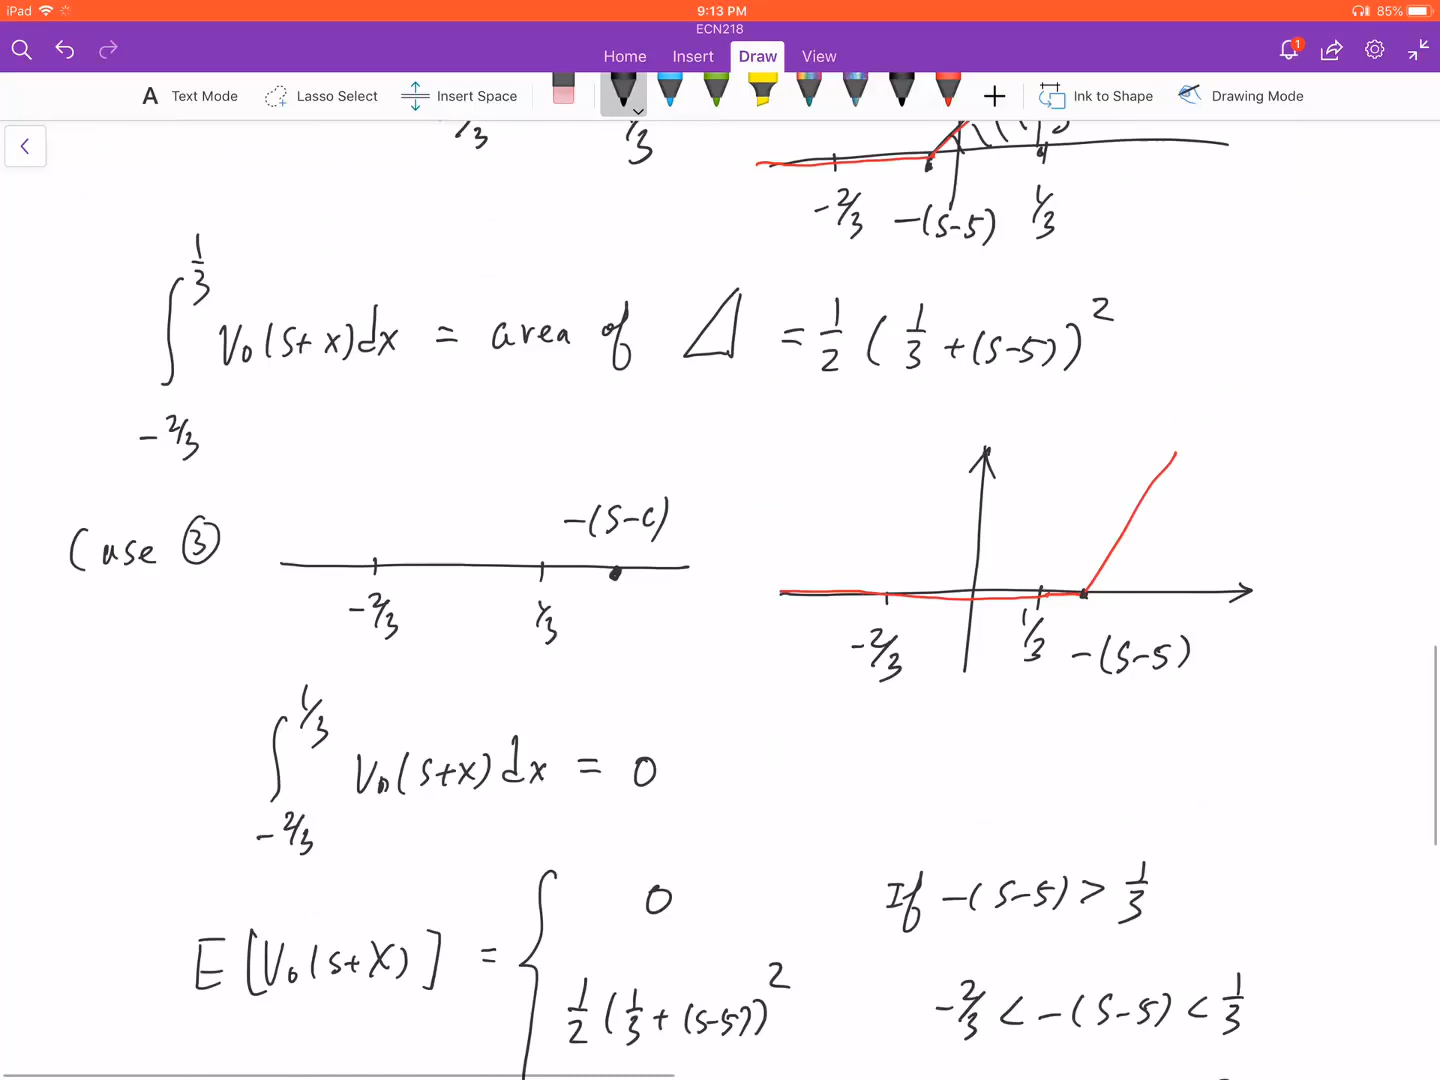 iPad 9:13 PM 85%
ECN218
Home Insert Draw View 1
A Text Mode Lasso Select Insert Space + Ink to Shape Drawing Mode
/3 1/3
-2/3 -(s-5) 1/3
∫_{-2/3}^{1/3} V₀(s+x)dx = area of △ = 1/2 (1/3 + (s-5))²
Case ③ -(s-c)
-2/3 1/3
-2/3 1/3 -(s-5)
∫_{-2/3}^{1/3} V₀(s+x)dx = 0
0 If -(s-5) > 1/3
E[V₀(s+X)] = {
1/2 (1/3 + (s-5))² -2/3 < -(s-5) < 1/3